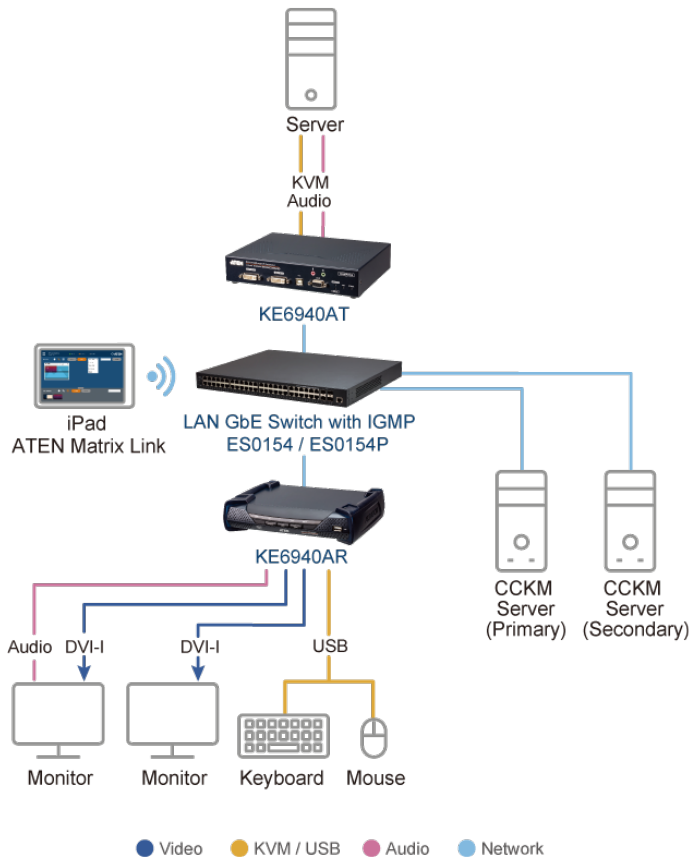 Server
KVM
Audio
ATEN
KE6940AT
iPad
ATEN Matrix Link
LAN GbE Switch with IGMP
ES0154 / ES0154P
KE6940AR
CCKM
Server
(Primary)
CCKM
Server
(Secondary)
Audio
DVI-I
DVI-I
USB
Monitor
Monitor
Keyboard
Mouse
Video
KVM / USB
Audio
Network